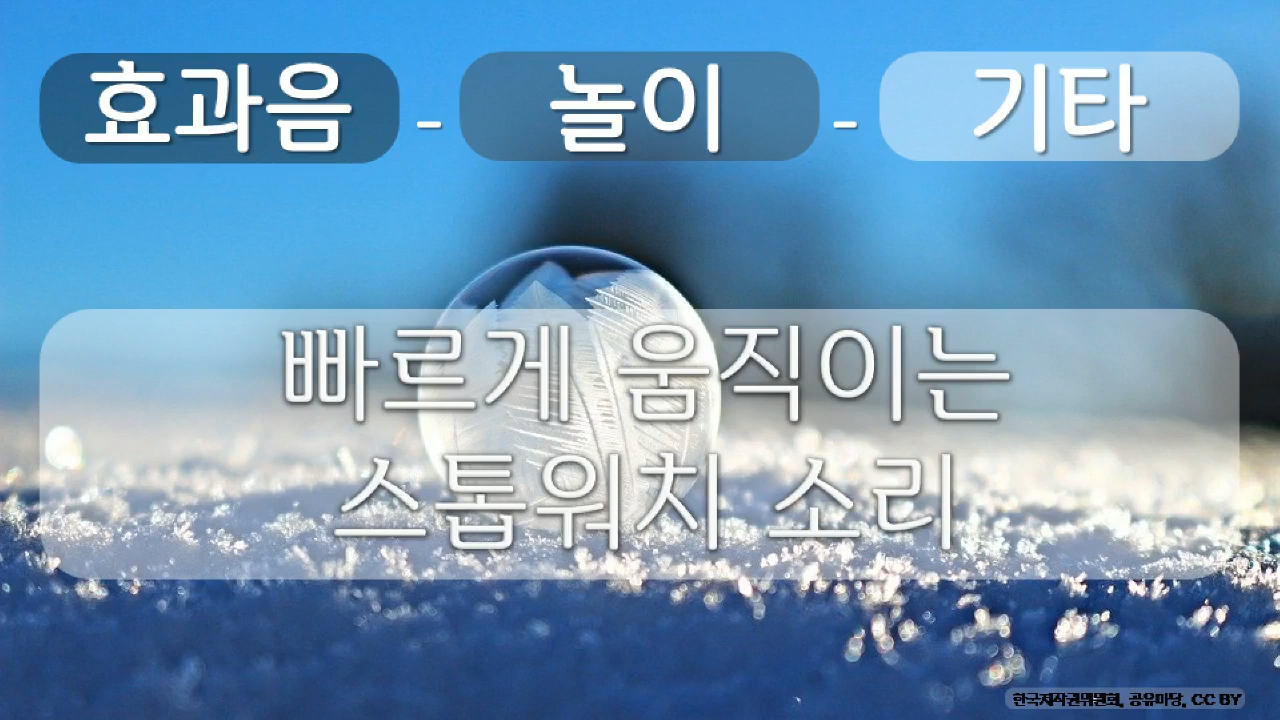 효과음 - 놀이 - 기타
빠르게 움직이는
스톱워치 소리
한국저작권위원회, 공유마당, CC BY